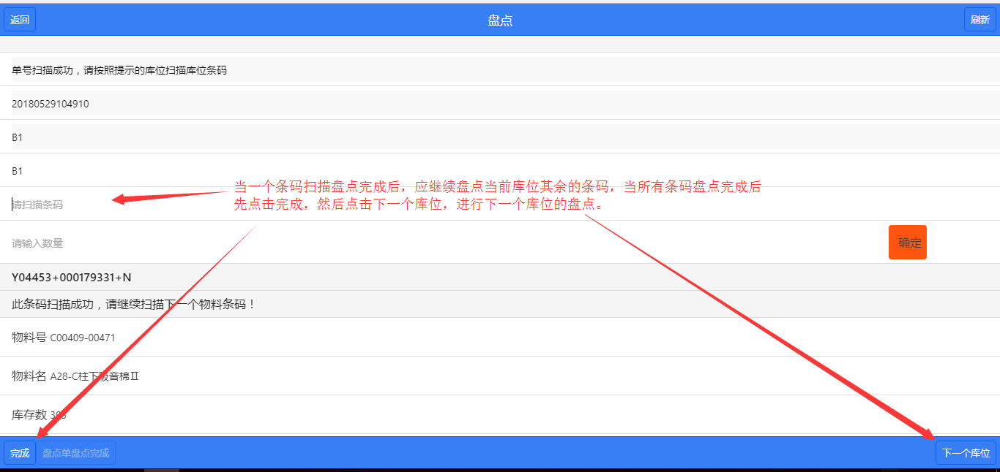 返回 盘点 刷新
单号扫描成功，请按照提示的库位扫描库位条码
20180529104910
B1
B1
当一个条码扫描盘点完成后，应继续盘点当前库位其余的条码，当所有条码盘点完成后
先点击完成，然后点击下一个库位，进行下一个库位的盘点。
请扫描条码
请输入数量 确定
Y04453+000179331+N
此条码扫描成功，请继续扫描下一个物料条码！
物料号 C00409-00471
物料名 A28-C柱下吸音棉Ⅱ
库存数
完成 盘点单盘点完成 下一个库位